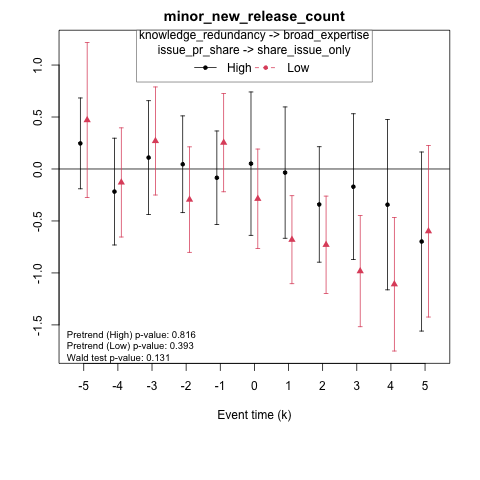 minor_new_release_count
knowledge_redundancy -> broad_expertise
issue_pr_share -> share_issue_only
High Low
1.0
0.5
0.0
-0.5
-1.0
-1.5
Pretrend (High) p-value: 0.816
Pretrend (Low) p-value: 0.393
Wald test p-value: 0.131
-5 -4 -3 -2 -1 0 1 2 3 4 5
Event time (k)